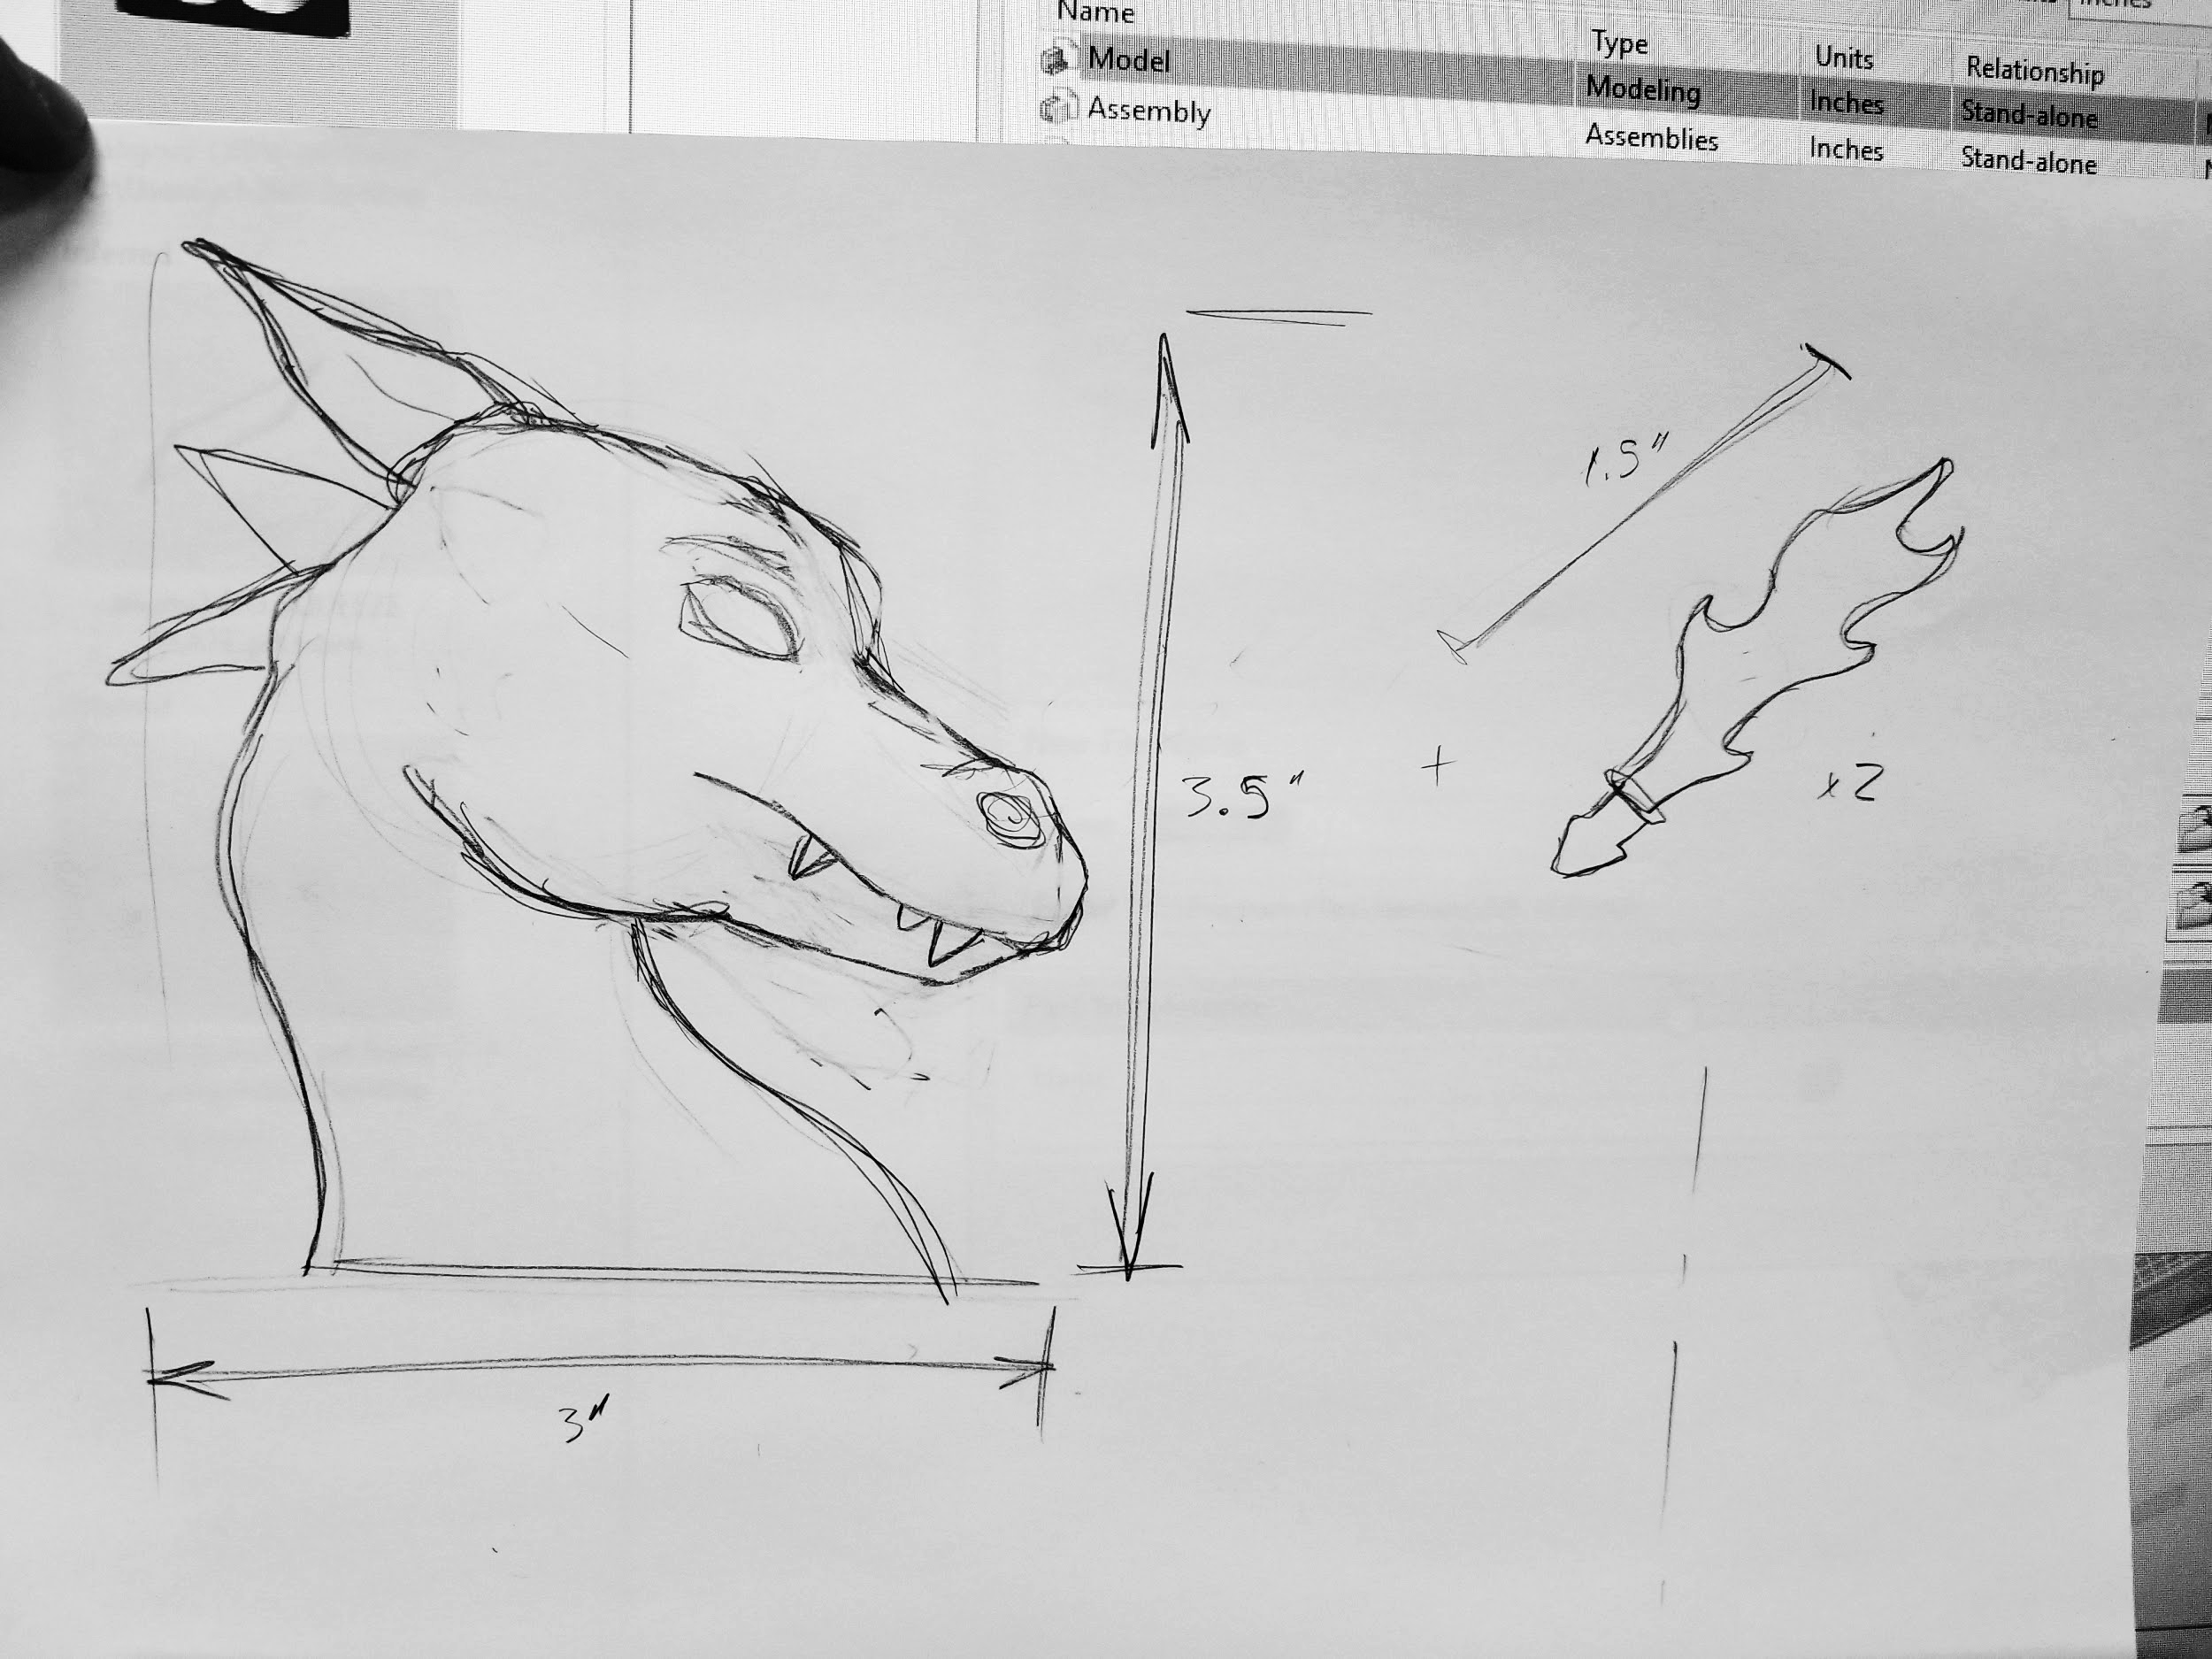 Name Type Units Relationship
Model Modeling Inches Stand-alone
Assembly Assemblies Inches Stand-alone
1.5"
3.5"
+
x2
3"